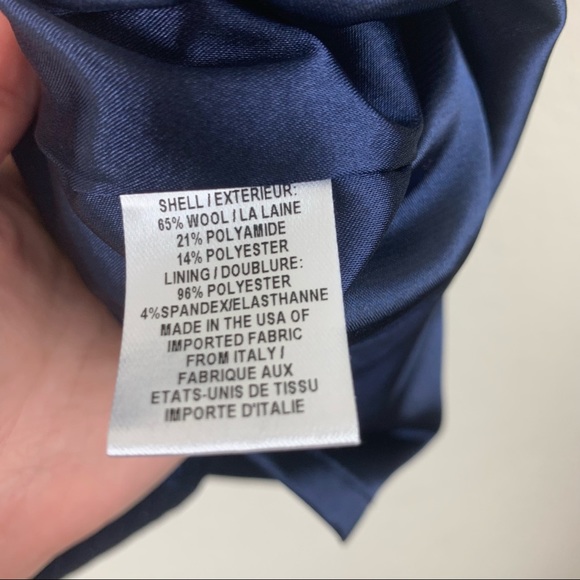 SHELL / EXTERIEUR:
65% WOOL / LA LAINE
21% POLYAMIDE
14% POLYESTER
LINING / DOUBLURE:
96% POLYESTER
4%SPANDEX/ELASTHANNE
MADE IN THE USA OF
IMPORTED FABRIC
FROM ITALY /
FABRIQUE AUX
ETATS-UNIS DE TISSU
IMPORTE D'ITALIE